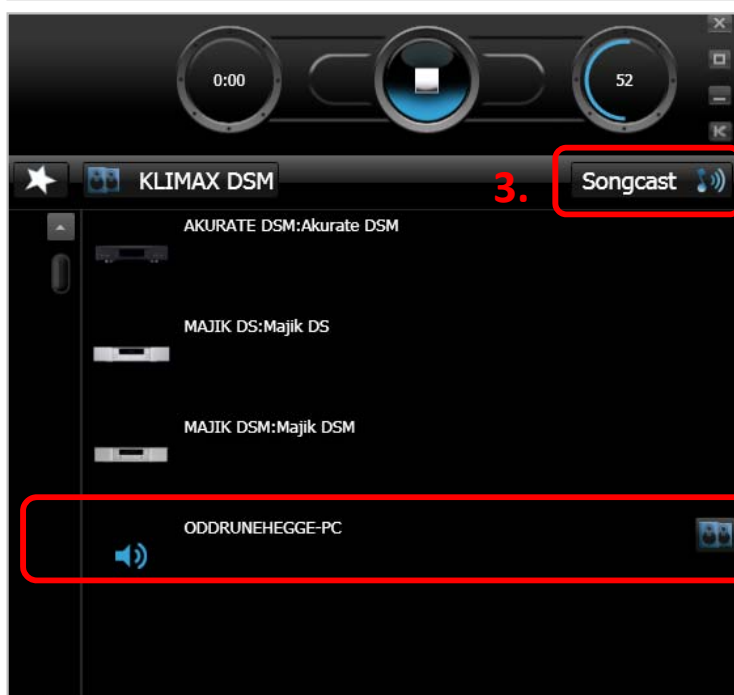 0:00
52
KLIMAX DSM
3.
Songcast
AKURATE DSM:Akurate DSM
MAJIK DS:Majik DS
MAJIK DSM:Majik DSM
ODDRUNEHEGGE-PC